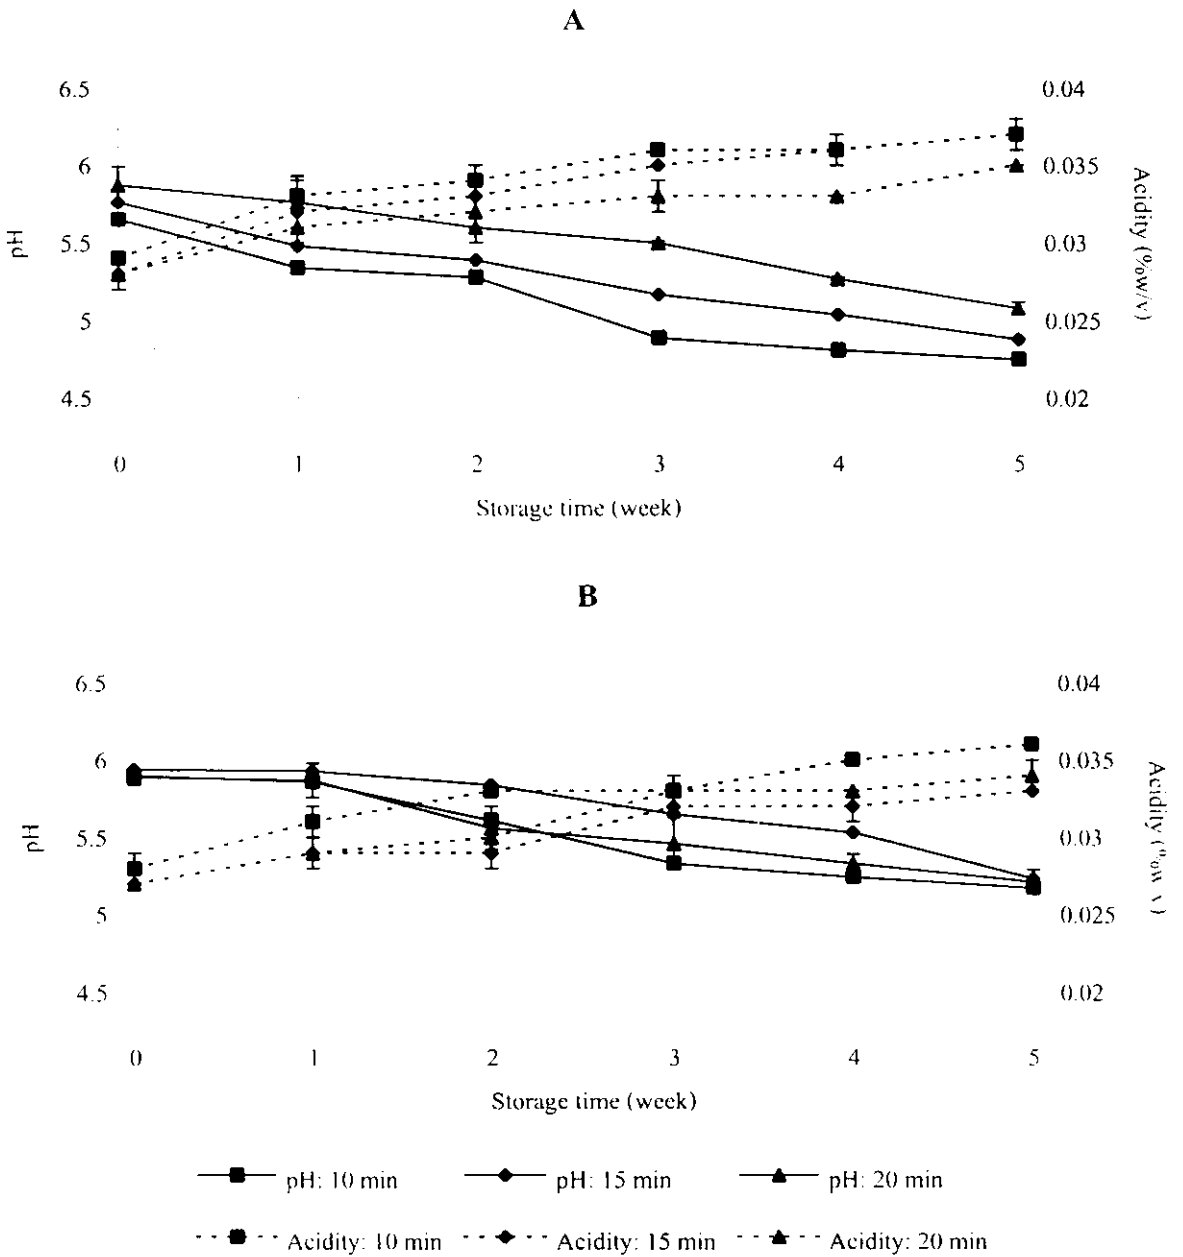 A
6.5
6
5.5
5
4.5
pH
0.04
0.035
0.03
0.025
0.02
Acidity (%w/v)
0 1 2 3 4 5
Storage time (week)
B
6.5
6
5.5
5
4.5
pH
0.04
0.035
0.03
0.025
0.02
Acidity
0 1 2 3 4 5
Storage time (week)
pH: 10 min pH: 15 min pH: 20 min
Acidity: 10 min Acidity: 15 min Acidity: 20 min